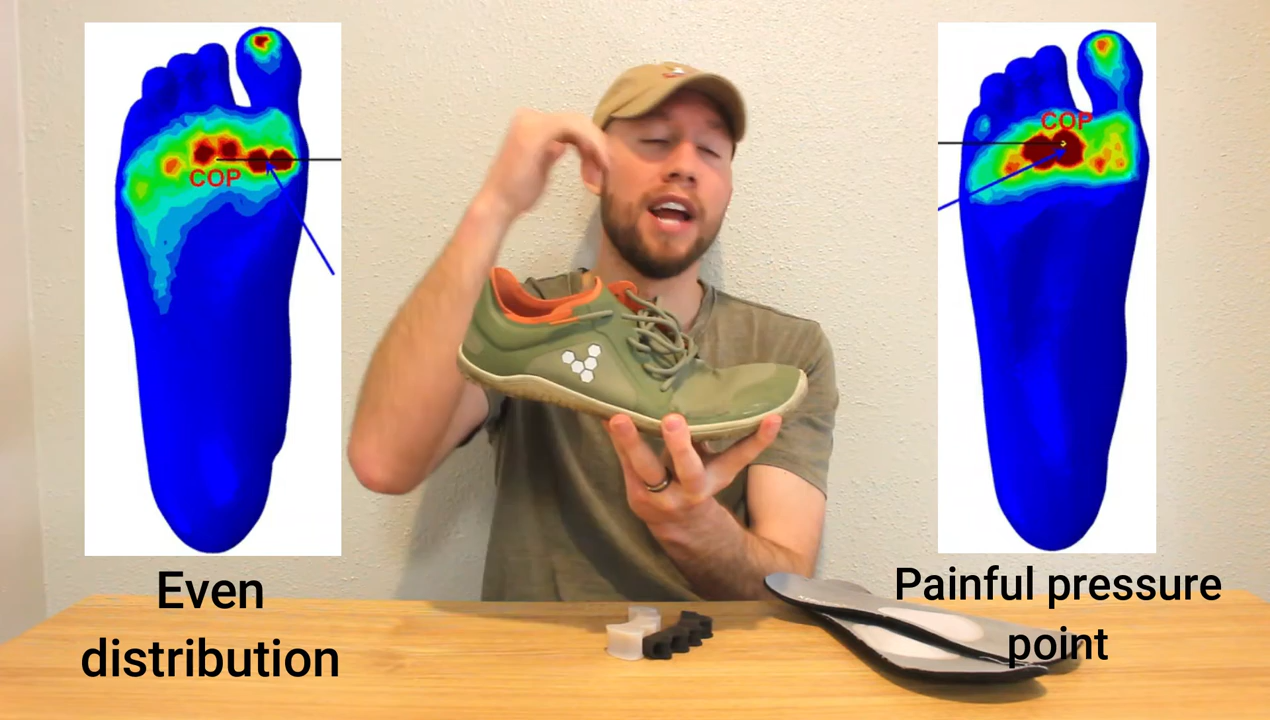 COP
COP
Even
distribution
Painful pressure
point